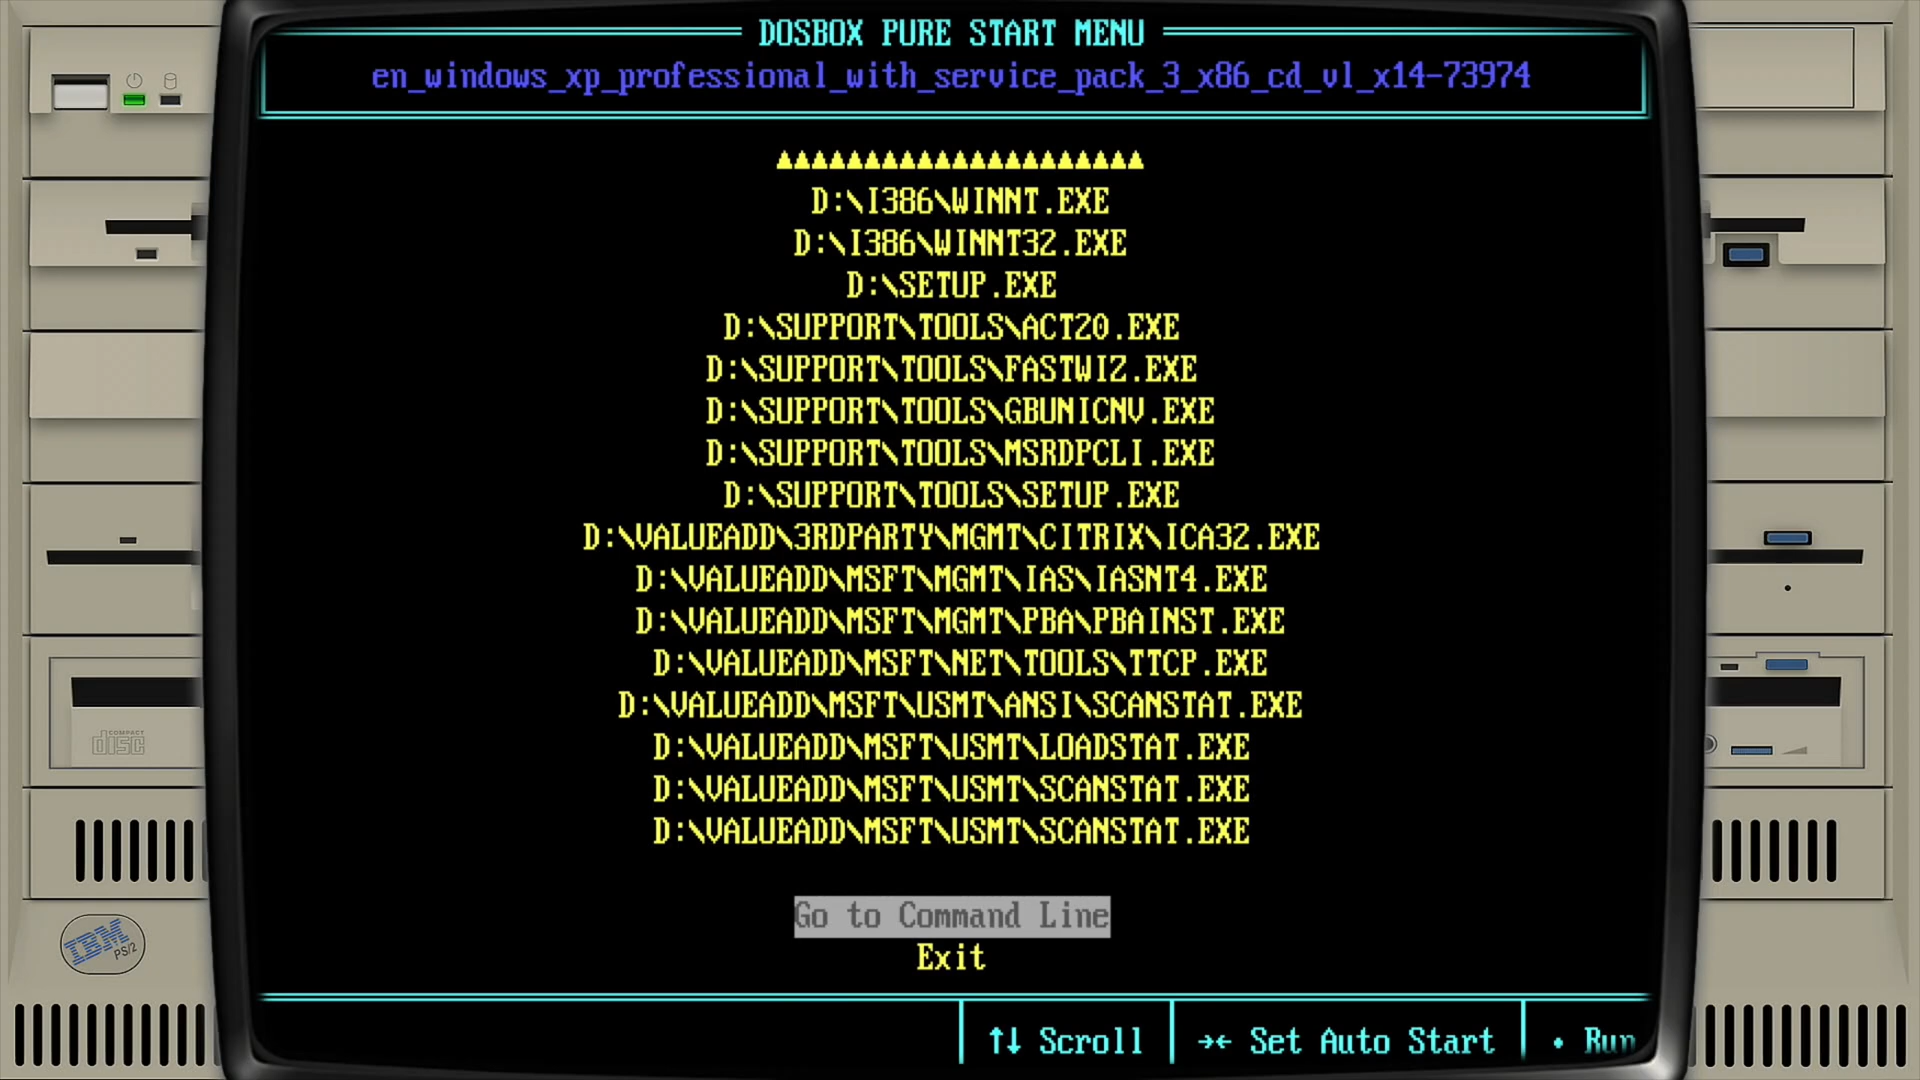 DOSBOX PURE START MENU
en_windows_xp_professional_with_service_pack_3_x86_cd_vl_x14-73974
D:\I386\WINNT.EXE
D:\I386\WINNT32.EXE
D:\SETUP.EXE
D:\SUPPORT\TOOLS\ACT20.EXE
D:\SUPPORT\TOOLS\FASTWIZ.EXE
D:\SUPPORT\TOOLS\GBUNICNV.EXE
D:\SUPPORT\TOOLS\MSRDPCLI.EXE
D:\SUPPORT\TOOLS\SETUP.EXE
D:\VALUEADD\3RDPARTY\MGMT\CITRIX\ICA32.EXE
D:\VALUEADD\MSFT\MGMT\IAS\IASNT4.EXE
D:\VALUEADD\MSFT\MGMT\PBA\PBAINST.EXE
D:\VALUEADD\MSFT\NET\TOOLS\TTCP.EXE
D:\VALUEADD\MSFT\USMT\ANSI\SCANSTAT.EXE
D:\VALUEADD\MSFT\USMT\LOADSTAT.EXE
D:\VALUEADD\MSFT\USMT\SCANSTAT.EXE
D:\VALUEADD\MSFT\USMT\SCANSTAT.EXE
Go to Command Line
Exit
↑↓ Scroll →← Set Auto Start • Run
COMPACT
disc
IBM
PS/2